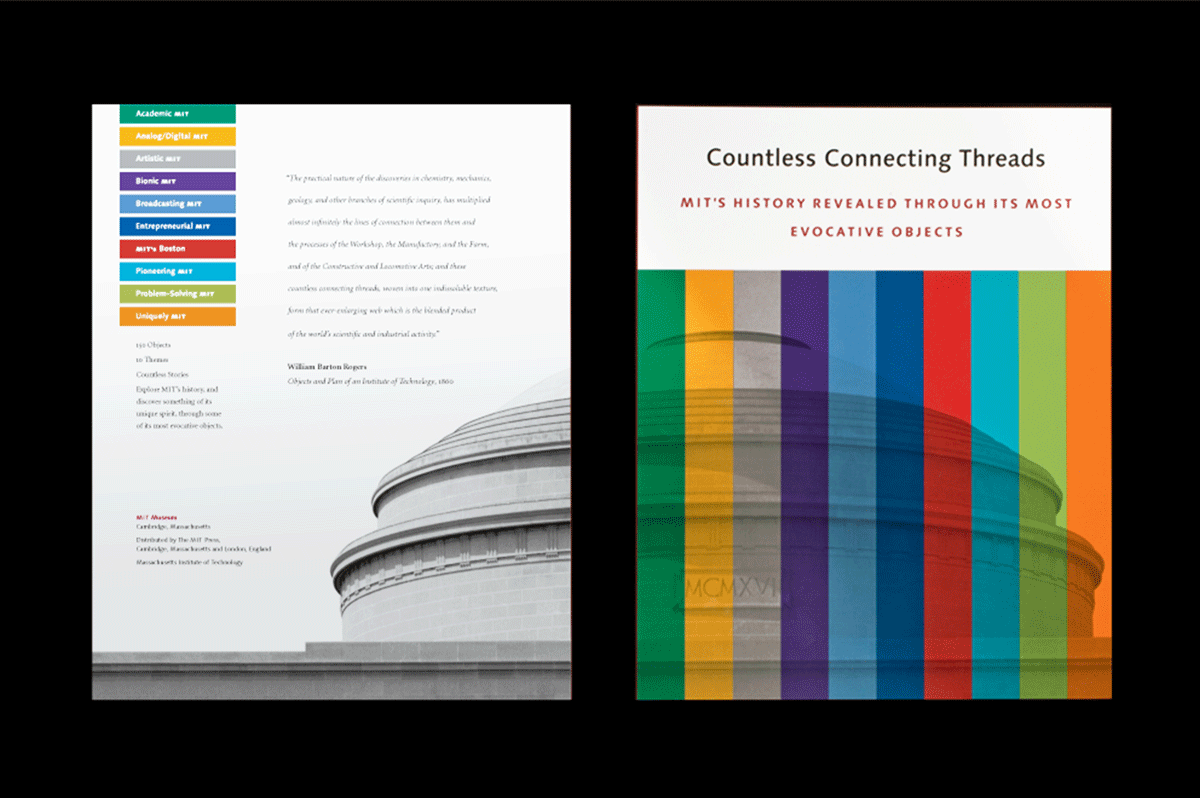 Academic MIT
Analog/Digital MIT
Artistic MIT
Bionic MIT
Broadcasting MIT
Entrepreneurial MIT
MIT's Boston
Pioneering MIT
Problem-Solving MIT
Uniquely MIT
150 Objects
10 Themes
Countless Stories
Explore MIT's history, and
discover something of its
unique spirit, through some
of its most evocative objects.
MIT Museum
Cambridge, Massachusetts
Distributed by The MIT Press,
Cambridge, Massachusetts and London, England
Massachusetts Institute of Technology
"The practical nature of the discoveries in chemistry, mechanics,
geology, and other branches of scientific inquiry, has multiplied
almost infinitely the lines of connection between them and
the processes of the Workshop, the Manufactory, and the Farm,
and of the Constructive and Locomotive Arts; and these
countless connecting threads, woven into one indissoluble texture,
form that ever-enlarging web which is the blended product
of the world's scientific and industrial activity."
William Barton Rogers
Objects and Plan of an Institute of Technology, 1860
Countless Connecting Threads
MIT'S HISTORY REVEALED THROUGH ITS MOST
EVOCATIVE OBJECTS
MCMXVI